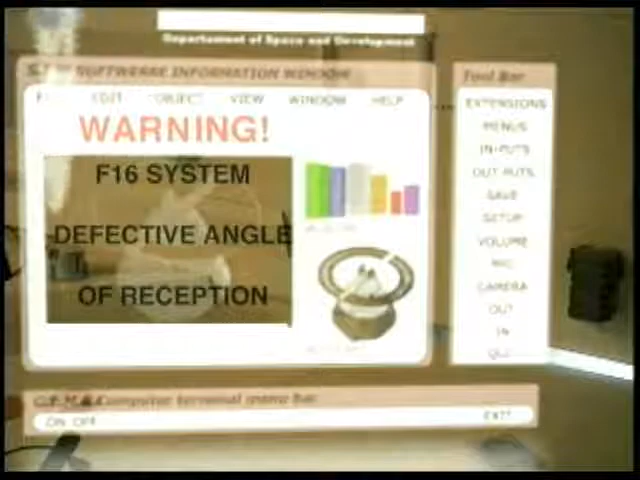 Departement of Space and Development
SOFTWARE INFORMATION WINDOW
EDIT OBJECT VIEW WINDOW HELP
WARNING!
F16 SYSTEM
DEFECTIVE ANGLE
OF RECEPTION
Tool Bar
EXTENSIONS
MENUS
IN-PUTS
OUT PUTS
SAVE
SETUP
VOLUME
MIC
CAMERA
OUT
IN
Computer terminal menu Bar
ON OFF
EXIT